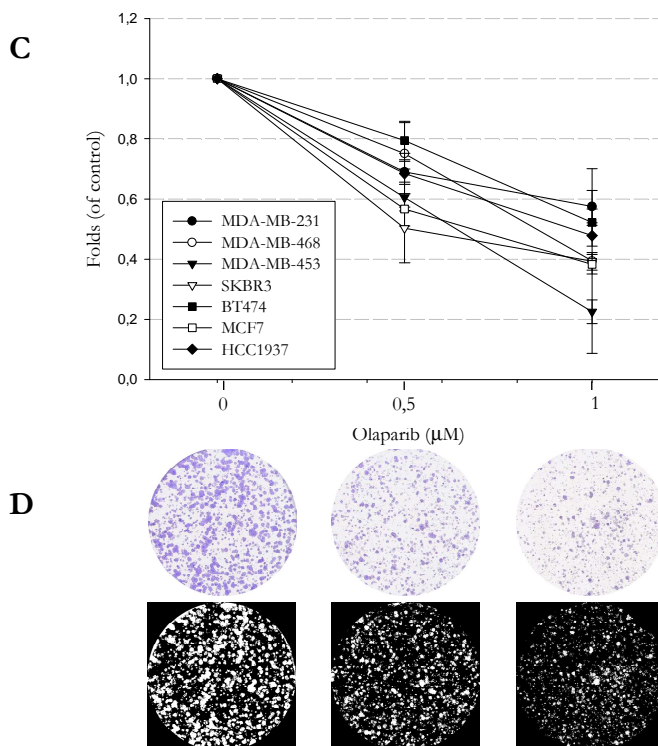 C
1,2
1,0
0,8
0,6
0,4
0,2
0,0
Folds (of control)
MDA-MB-231
MDA-MB-468
MDA-MB-453
SKBR3
BT474
MCF7
HCC1937
0 0,5 1
Olaparib (μM)
D